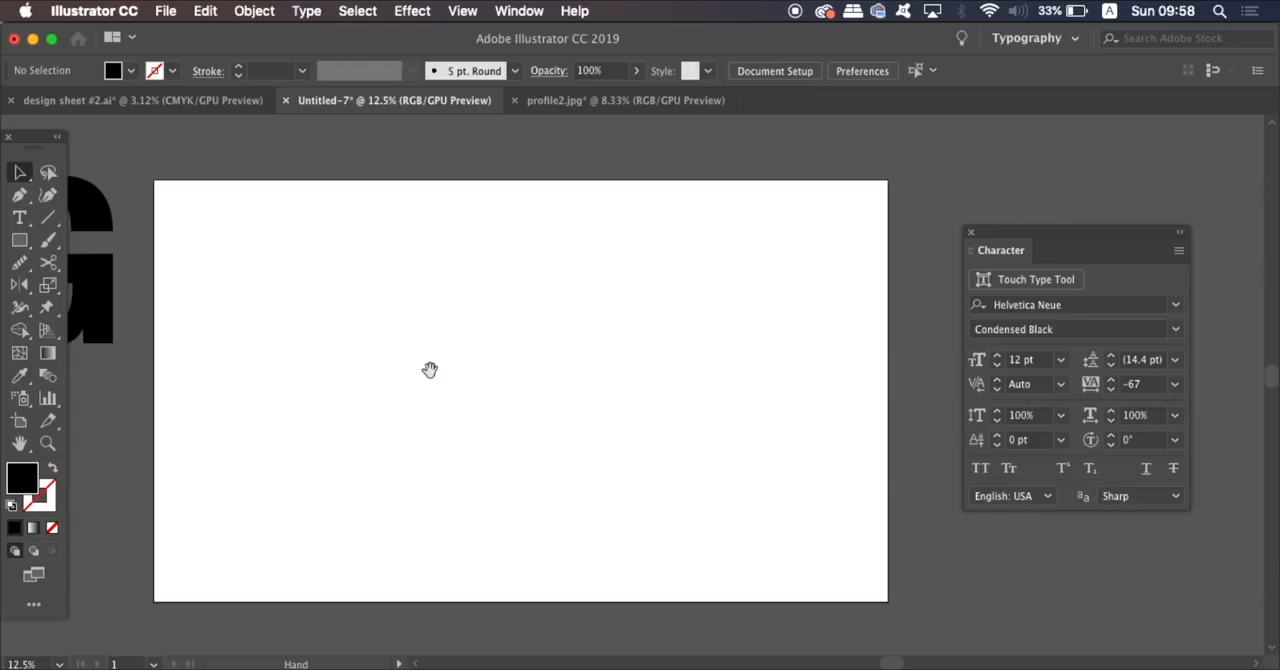 Illustrator CC File Edit Object Type Select Effect View Window Help 33% A Sun 09:58
Adobe Illustrator CC 2019 Typography Search Adobe Stock
No Selection Stroke: 5 pt. Round Opacity: 100% Style: Document Setup Preferences
design sheet #2.ai* @ 3.12% (CMYK/GPU Preview) Untitled-7* @ 12.5% (RGB/GPU Preview) profile2.jpg* @ 8.33% (RGB/GPU Preview)
G
Character
Touch Type Tool
Helvetica Neue
Condensed Black
12 pt (14.4 pt)
Auto -67
100% 100%
0 pt 0°
English: USA Sharp
12.5% 1 Hand